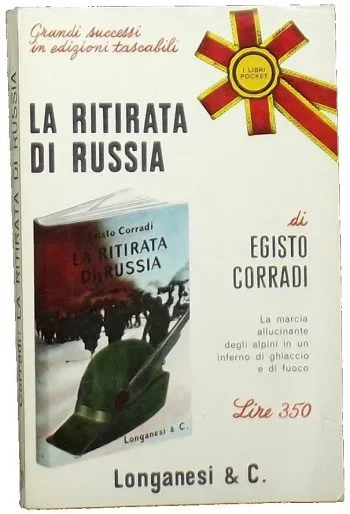 Grandi successi
in edizioni tascabili
I LIBRI
POCKET
LA RITIRATA
DI RUSSIA
di
EGISTO
CORRADI
Egisto Corradi
LA RITIRATA
DI RUSSIA
Longanesi & C.
La marcia
allucinante
degli alpini in un
inferno di ghiaccio
e di fuoco
Lire 350
Longanesi & C.
Corradi: LA RITIRATA DI RUSSIA